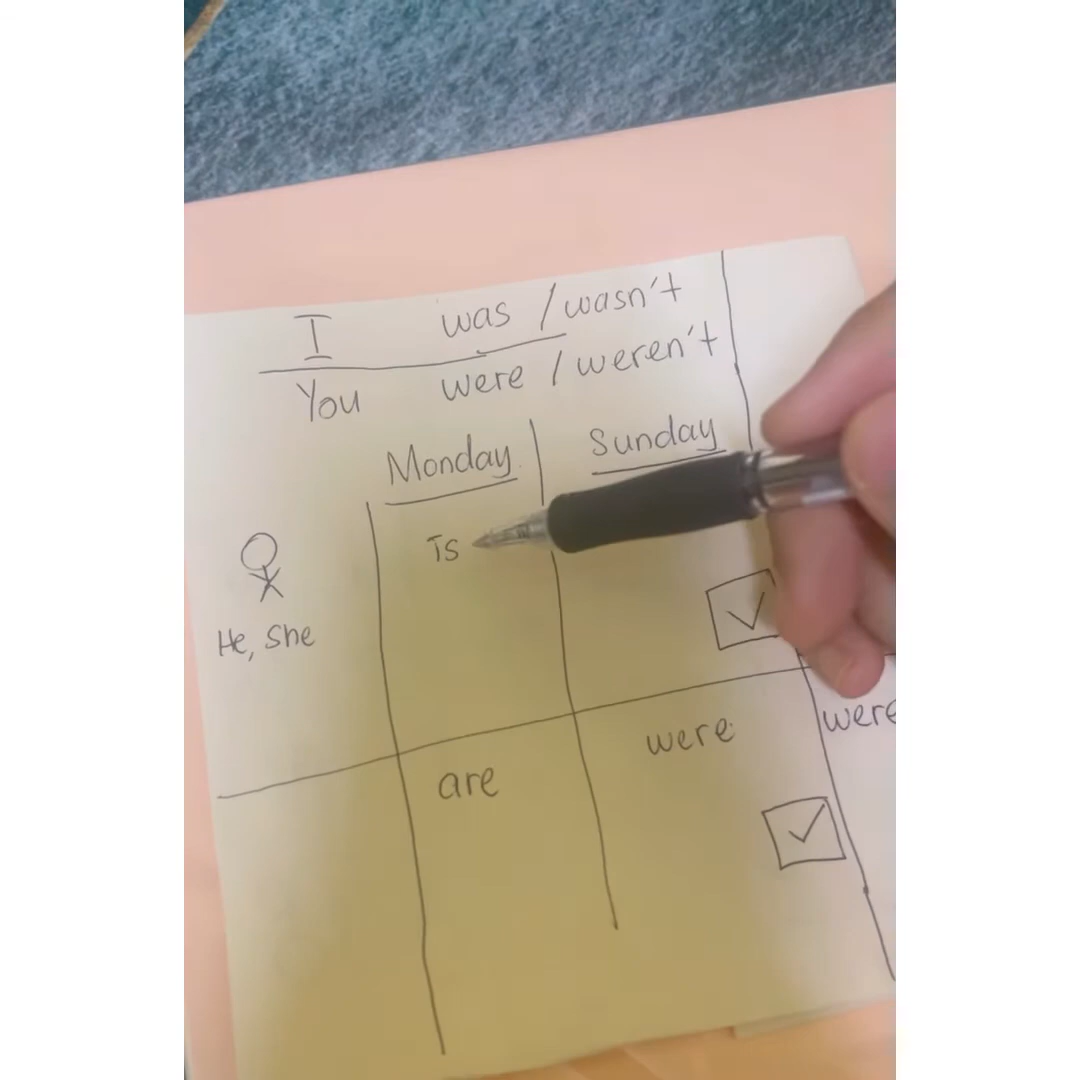 I was / wasn't
You were / weren't
Monday Sunday
is
He, She
are were were